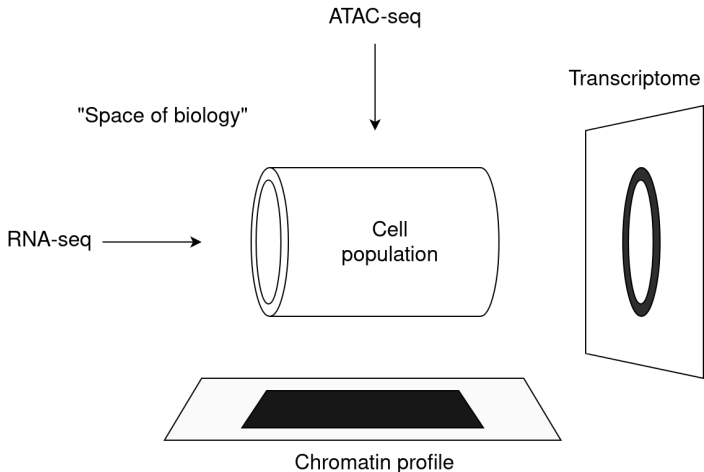 ATAC-seq
Transcriptome
"Space of biology"
RNA-seq
Cell
population
Chromatin profile